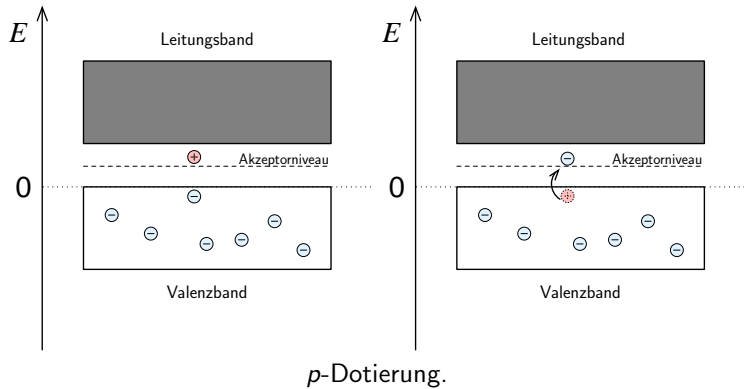 E
Leitungsband
+
Akzeptorniveau
0
−
− − − − − − −
Valenzband
E
Leitungsband
−
Akzeptorniveau
0
+
− − − − − − −
Valenzband
p-Dotierung.